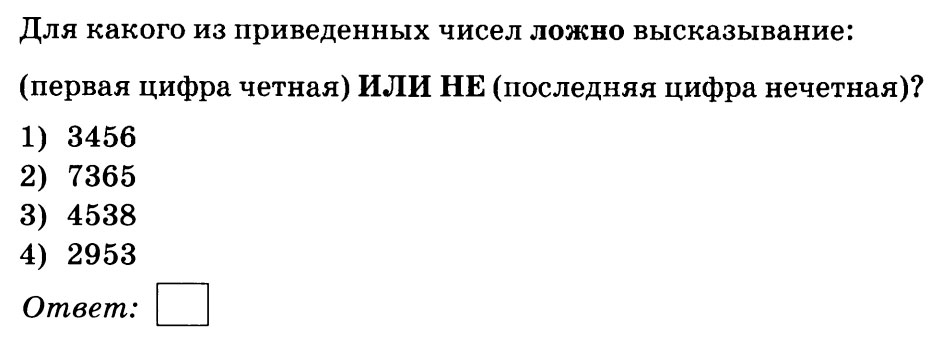 Для какого из приведенных чисел ложно высказывание:
(первая цифра четная) ИЛИ НЕ (последняя цифра нечетная)?
1) 3456
2) 7365
3) 4538
4) 2953
Ответ: